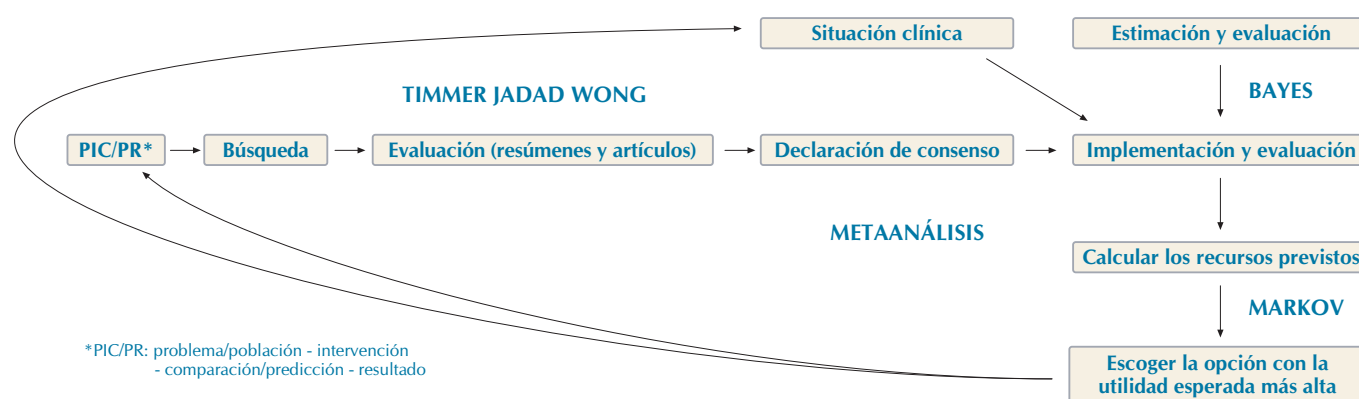 Situación clínica
Estimación y evaluación
TIMMER JADAD WONG
BAYES
PIC/PR*
Búsqueda
Evaluación (resúmenes y artículos)
Declaración de consenso
Implementación y evaluación
METAANÁLISIS
Calcular los recursos previstos
MARKOV
*PIC/PR: problema/población - intervención
- comparación/predicción - resultado
Escoger la opción con la
utilidad esperada más alta